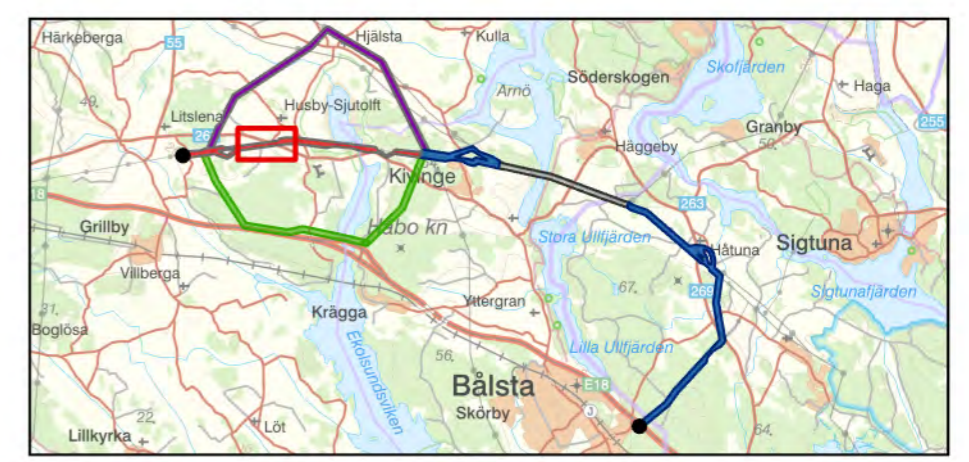 Härkeberga
55
Hjälsta
Kulla
Skofjärden
Söderskogen
Haga
Arnö
Litslena
Husby-Sjutolft
Granby
50.
255
Häggeby
Kivinge
263
Grillby
Håbo kn
Stora Ullfjärden
Håtuna
Sigtuna
Villberga
67.
269
Sigtunafjärden
31.
Krägga
Yttergran
Boglösa
Ekolsundsviken
56.
Lilla Ullfjärden
Bålsta
E18
Skörby
J
22.
Löt
64.
Lillkyrka